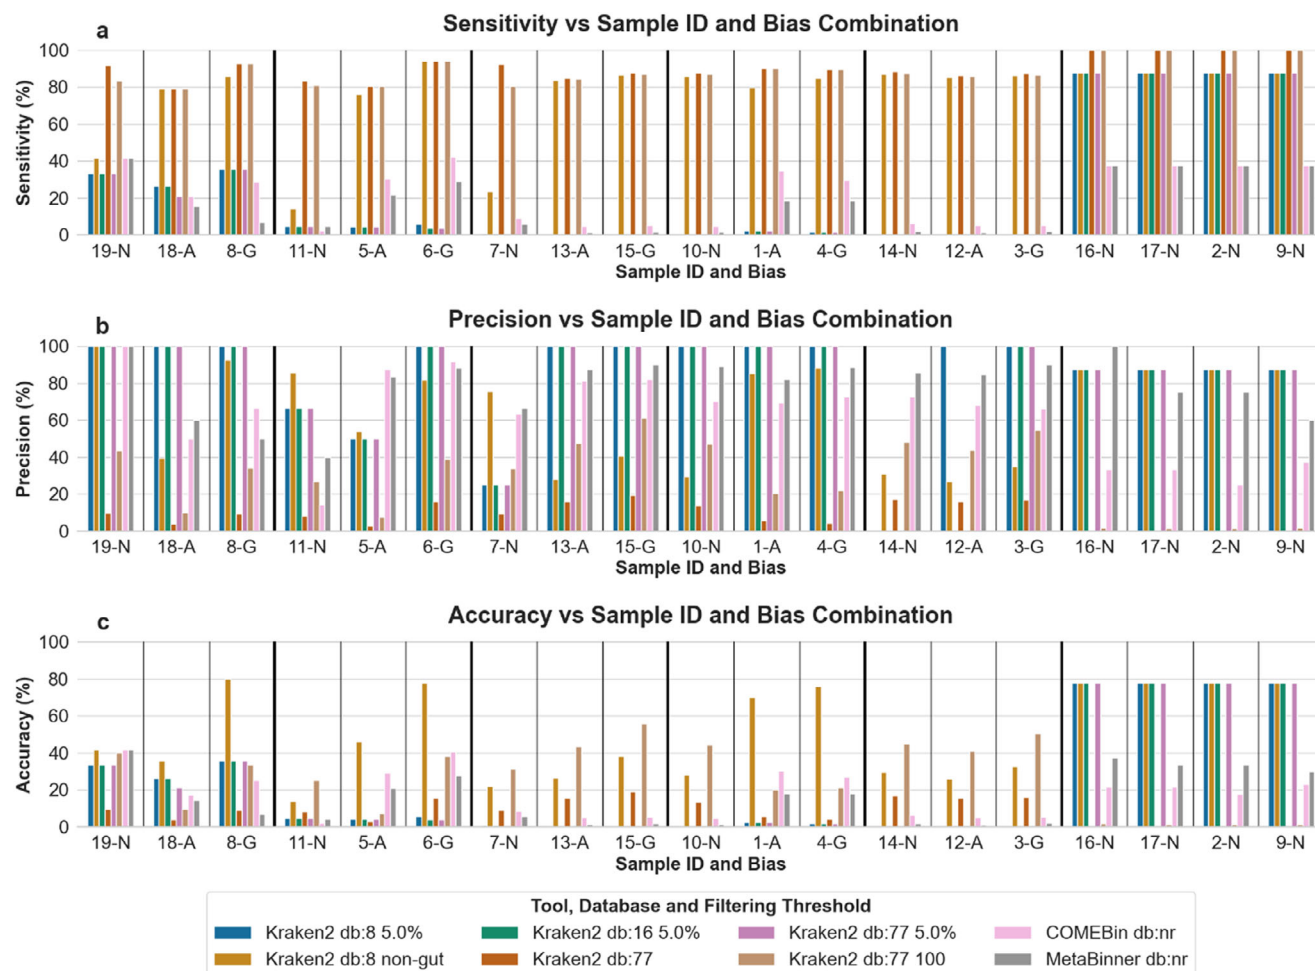 a
Sensitivity vs Sample ID and Bias Combination
100
80
60
40
20
0
Sensitivity (%)
19-N 18-A 8-G 11-N 5-A 6-G 7-N 13-A 15-G 10-N 1-A 4-G 14-N 12-A 3-G 16-N 17-N 2-N 9-N
Sample ID and Bias
b
Precision vs Sample ID and Bias Combination
100
80
60
40
20
0
Precision (%)
19-N 18-A 8-G 11-N 5-A 6-G 7-N 13-A 15-G 10-N 1-A 4-G 14-N 12-A 3-G 16-N 17-N 2-N 9-N
Sample ID and Bias
c
Accuracy vs Sample ID and Bias Combination
100
80
60
40
20
0
Accuracy (%)
19-N 18-A 8-G 11-N 5-A 6-G 7-N 13-A 15-G 10-N 1-A 4-G 14-N 12-A 3-G 16-N 17-N 2-N 9-N
Sample ID and Bias
Tool, Database and Filtering Threshold
Kraken2 db:8 5.0% Kraken2 db:16 5.0% Kraken2 db:77 5.0% COMEBin db:nr
Kraken2 db:8 non-gut Kraken2 db:77 Kraken2 db:77 100 MetaBinner db:nr